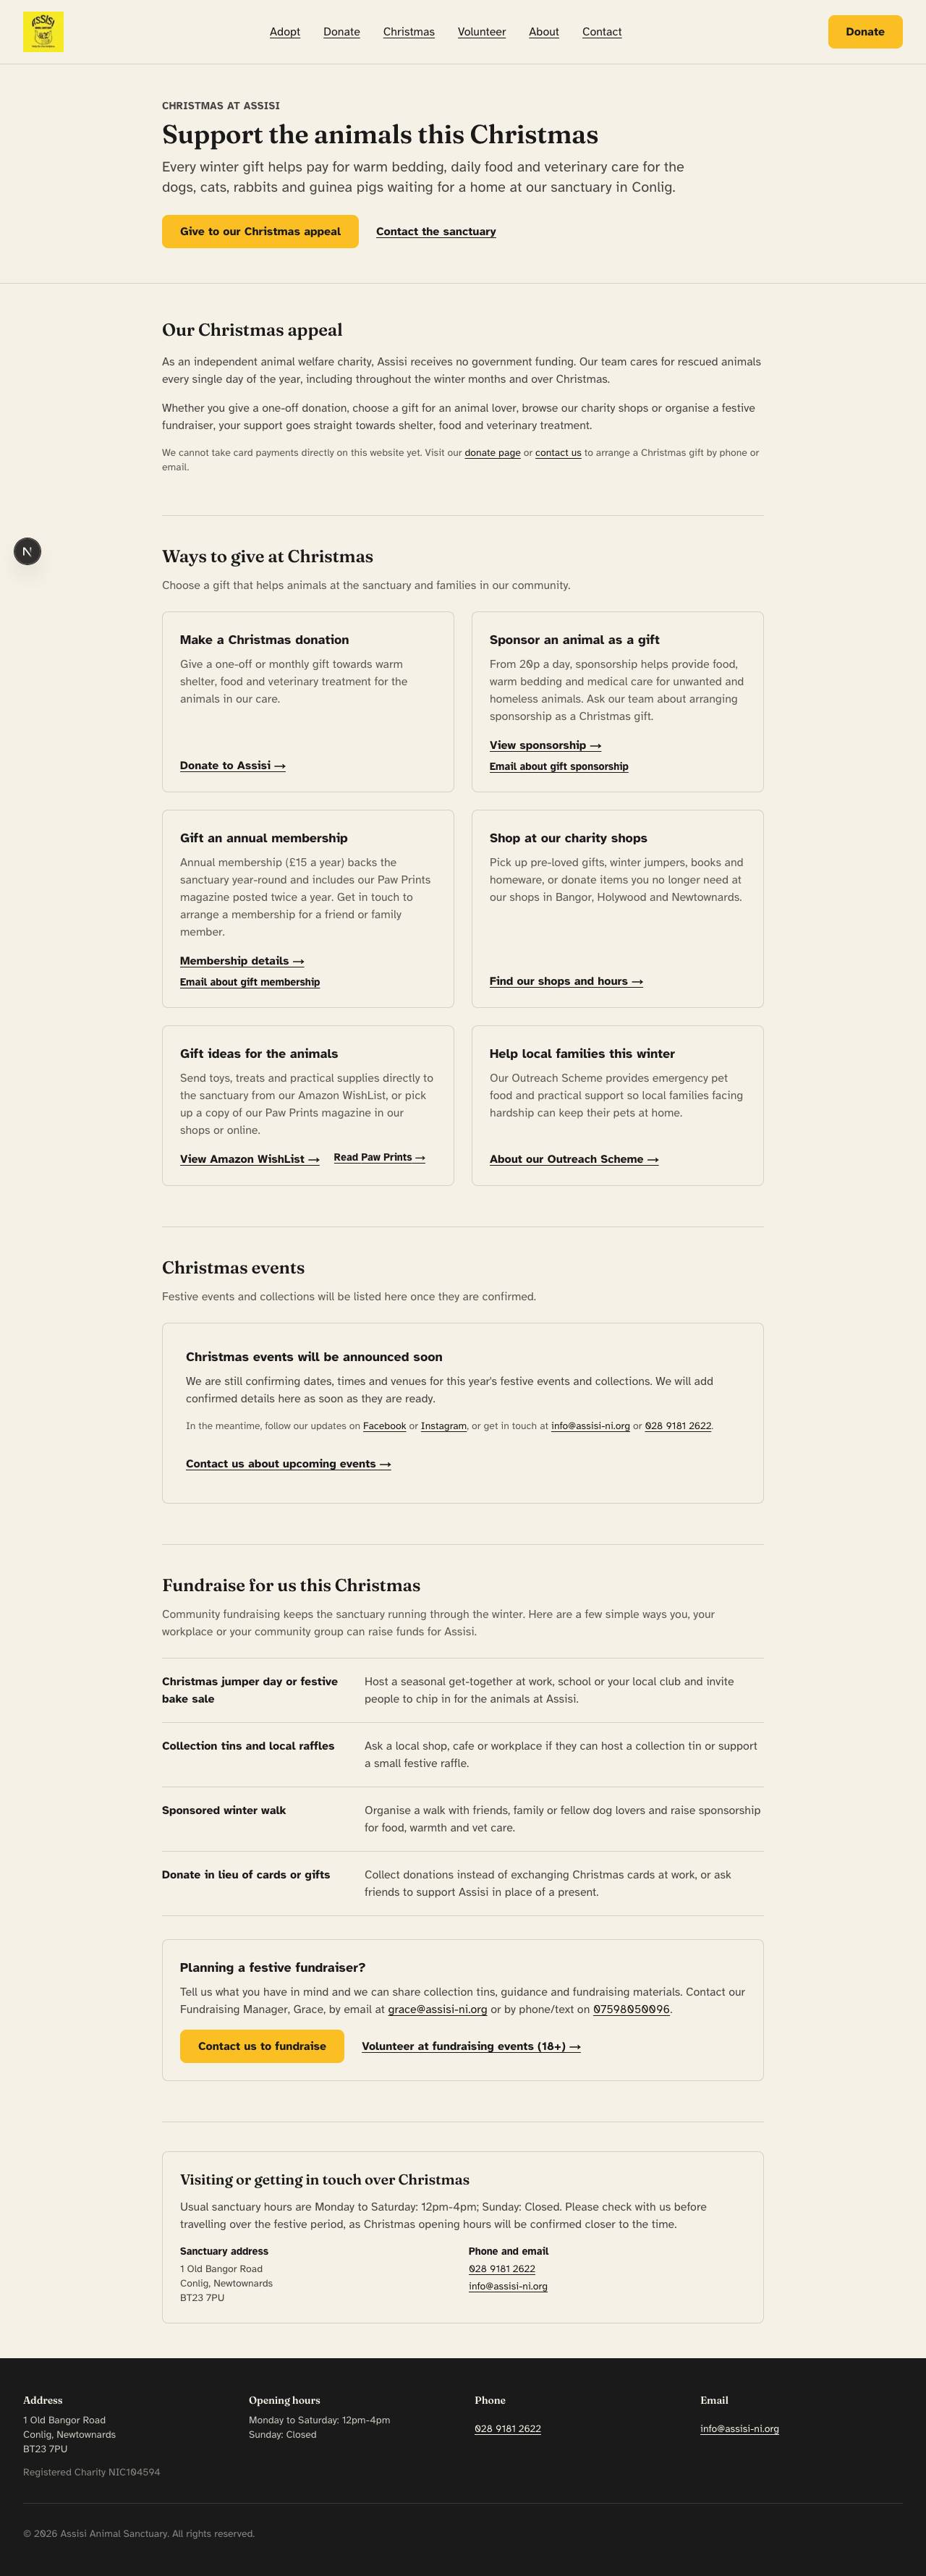 ASSISI
Adopt
Donate
Christmas
Volunteer
About
Contact
Donate
CHRISTMAS AT ASSISI
Support the animals this Christmas
Every winter gift helps pay for warm bedding, daily food and veterinary care for the
dogs, cats, rabbits and guinea pigs waiting for a home at our sanctuary in Conlig.
Give to our Christmas appeal
Contact the sanctuary
Our Christmas appeal
As an independent animal welfare charity, Assisi receives no government funding. Our team cares for rescued animals
every single day of the year, including throughout the winter months and over Christmas.
Whether you give a one-off donation, choose a gift for an animal lover, browse our charity shops or organise a festive
fundraiser, your support goes straight towards shelter, food and veterinary treatment.
We cannot take card payments directly on this website yet. Visit our donate page or contact us to arrange a Christmas gift by phone or
email.
N
Ways to give at Christmas
Choose a gift that helps animals at the sanctuary and families in our community.
Make a Christmas donation
Give a one-off or monthly gift towards warm
shelter, food and veterinary treatment for the
animals in our care.
Donate to Assisi →
Sponsor an animal as a gift
From 20p a day, sponsorship helps provide food,
warm bedding and medical care for unwanted and
homeless animals. Ask our team about arranging
sponsorship as a Christmas gift.
View sponsorship →
Email about gift sponsorship
Gift an annual membership
Annual membership (£15 a year) backs the
sanctuary year-round and includes our Paw Prints
magazine posted twice a year. Get in touch to
arrange a membership for a friend or family
member.
Membership details →
Email about gift membership
Shop at our charity shops
Pick up pre-loved gifts, winter jumpers, books and
homeware, or donate items you no longer need at
our shops in Bangor, Holywood and Newtownards.
Find our shops and hours →
Gift ideas for the animals
Send toys, treats and practical supplies directly to
the sanctuary from our Amazon WishList, or pick
up a copy of our Paw Prints magazine in our
shops or online.
View Amazon WishList →
Read Paw Prints →
Help local families this winter
Our Outreach Scheme provides emergency pet
food and practical support so local families facing
hardship can keep their pets at home.
About our Outreach Scheme →
Christmas events
Festive events and collections will be listed here once they are confirmed.
Christmas events will be announced soon
We are still confirming dates, times and venues for this year's festive events and collections. We will add
confirmed details here as soon as they are ready.
In the meantime, follow our updates on Facebook or Instagram, or get in touch at info@assisi-ni.org or 028 9181 2622.
Contact us about upcoming events →
Fundraise for us this Christmas
Community fundraising keeps the sanctuary running through the winter. Here are a few simple ways you, your
workplace or your community group can raise funds for Assisi.
Christmas jumper day or festive
bake sale
Host a seasonal get-together at work, school or your local club and invite
people to chip in for the animals at Assisi.
Collection tins and local raffles
Ask a local shop, cafe or workplace if they can host a collection tin or support
a small festive raffle.
Sponsored winter walk
Organise a walk with friends, family or fellow dog lovers and raise sponsorship
for food, warmth and vet care.
Donate in lieu of cards or gifts
Collect donations instead of exchanging Christmas cards at work, or ask
friends to support Assisi in place of a present.
Planning a festive fundraiser?
Tell us what you have in mind and we can share collection tins, guidance and fundraising materials. Contact our
Fundraising Manager, Grace, by email at grace@assisi-ni.org or by phone/text on 07598050096.
Contact us to fundraise
Volunteer at fundraising events (18+) →
Visiting or getting in touch over Christmas
Usual sanctuary hours are Monday to Saturday: 12pm-4pm; Sunday: Closed. Please check with us before
travelling over the festive period, as Christmas opening hours will be confirmed closer to the time.
Sanctuary address
1 Old Bangor Road
Conlig, Newtownards
BT23 7PU
Phone and email
028 9181 2622
info@assisi-ni.org
Address
1 Old Bangor Road
Conlig, Newtownards
BT23 7PU
Registered Charity NIC104594
Opening hours
Monday to Saturday: 12pm-4pm
Sunday: Closed
Phone
028 9181 2622
Email
info@assisi-ni.org
© 2026 Assisi Animal Sanctuary. All rights reserved.